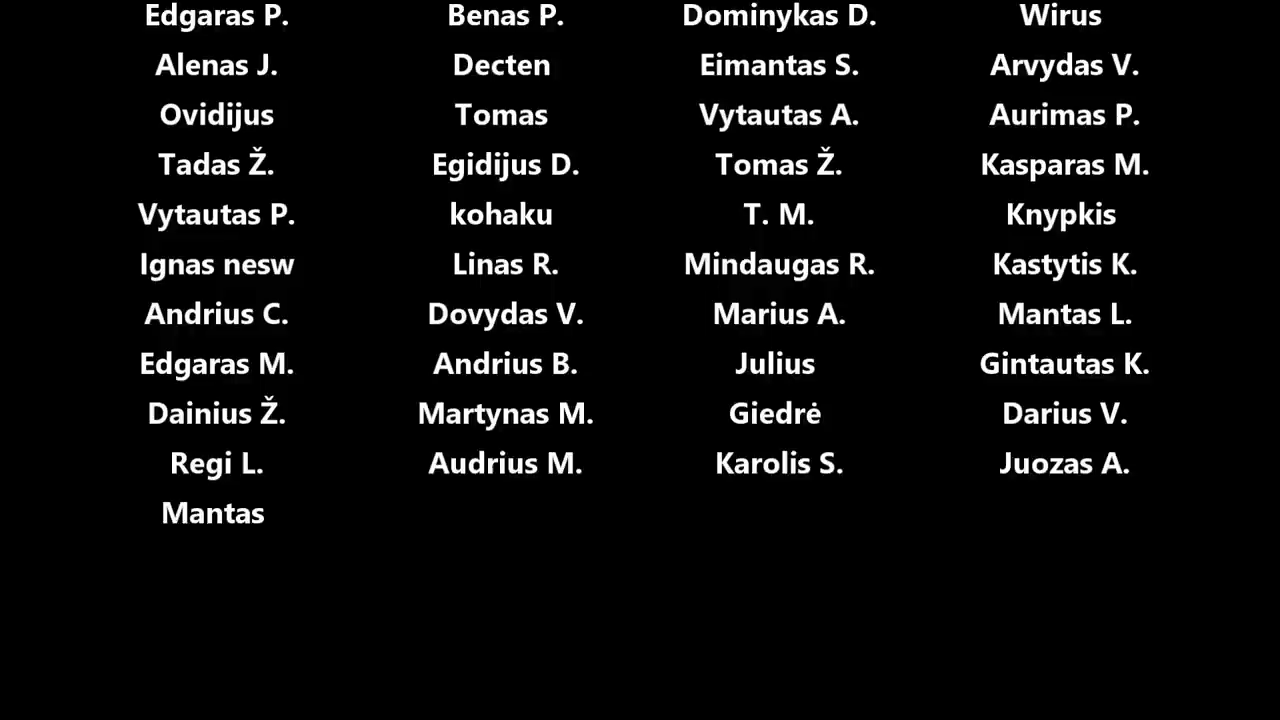 Edgaras P. Benas P. Dominykas D. Wirus
Alenas J. Decten Eimantas S. Arvydas V.
Ovidijus Tomas Vytautas A. Aurimas P.
Tadas Ž. Egidijus D. Tomas Ž. Kasparas M.
Vytautas P. kohaku T. M. Knypkis
Ignas nesw Linas R. Mindaugas R. Kastytis K.
Andrius C. Dovydas V. Marius A. Mantas L.
Edgaras M. Andrius B. Julius Gintautas K.
Dainius Ž. Martynas M. Giedrė Darius V.
Regi L. Audrius M. Karolis S. Juozas A.
Mantas